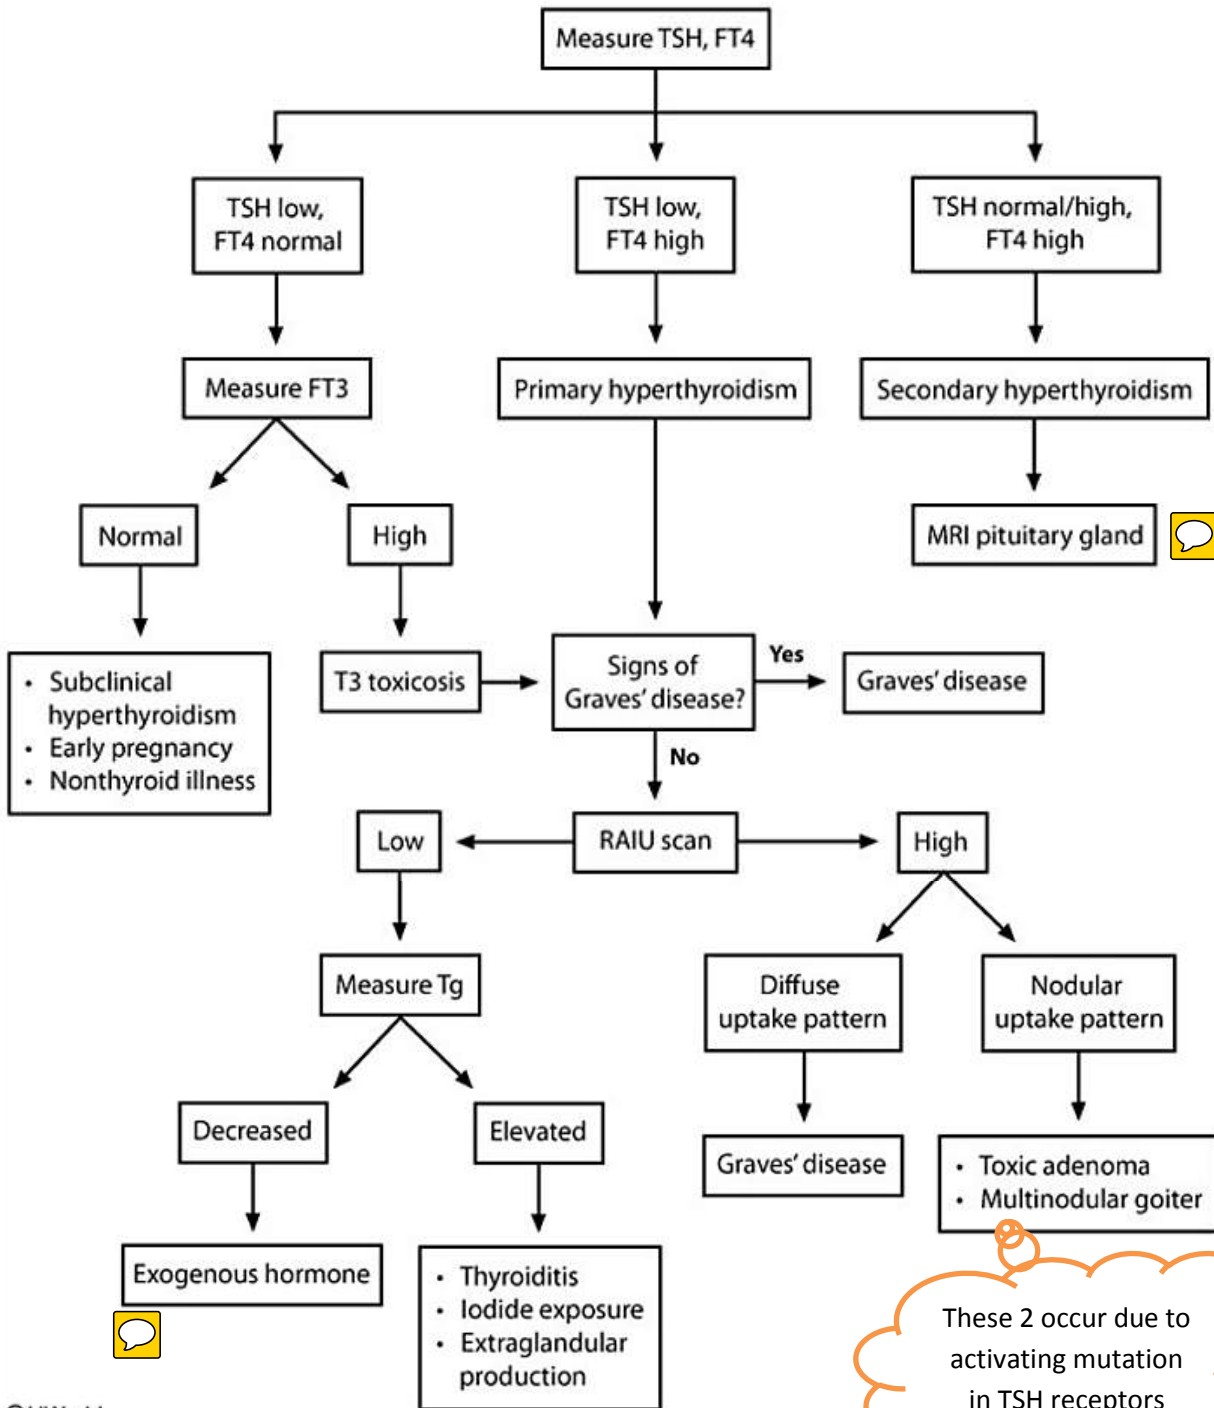 Measure TSH, FT4
TSH low,
FT4 normal
TSH low,
FT4 high
TSH normal/high,
FT4 high
Measure FT3
Primary hyperthyroidism
Secondary hyperthyroidism
Normal
High
MRI pituitary gland
• Subclinical
hyperthyroidism
• Early pregnancy
• Nonthyroid illness
T3 toxicosis
Signs of
Graves' disease?
Yes
Graves' disease
No
Low
RAIU scan
High
Measure Tg
Diffuse
uptake pattern
Nodular
uptake pattern
Decreased
Elevated
Graves' disease
• Toxic adenoma
• Multinodular goiter
Exogenous hormone
• Thyroiditis
• Iodide exposure
• Extraglandular
production
These 2 occur due to
activating mutation
in TSH receptors